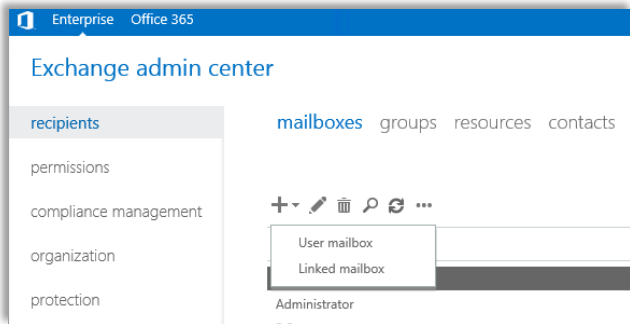 Enterprise Office 365
Exchange admin center
recipients
permissions
compliance management
organization
protection
mailboxes groups resources contacts
User mailbox
Linked mailbox
Administrator